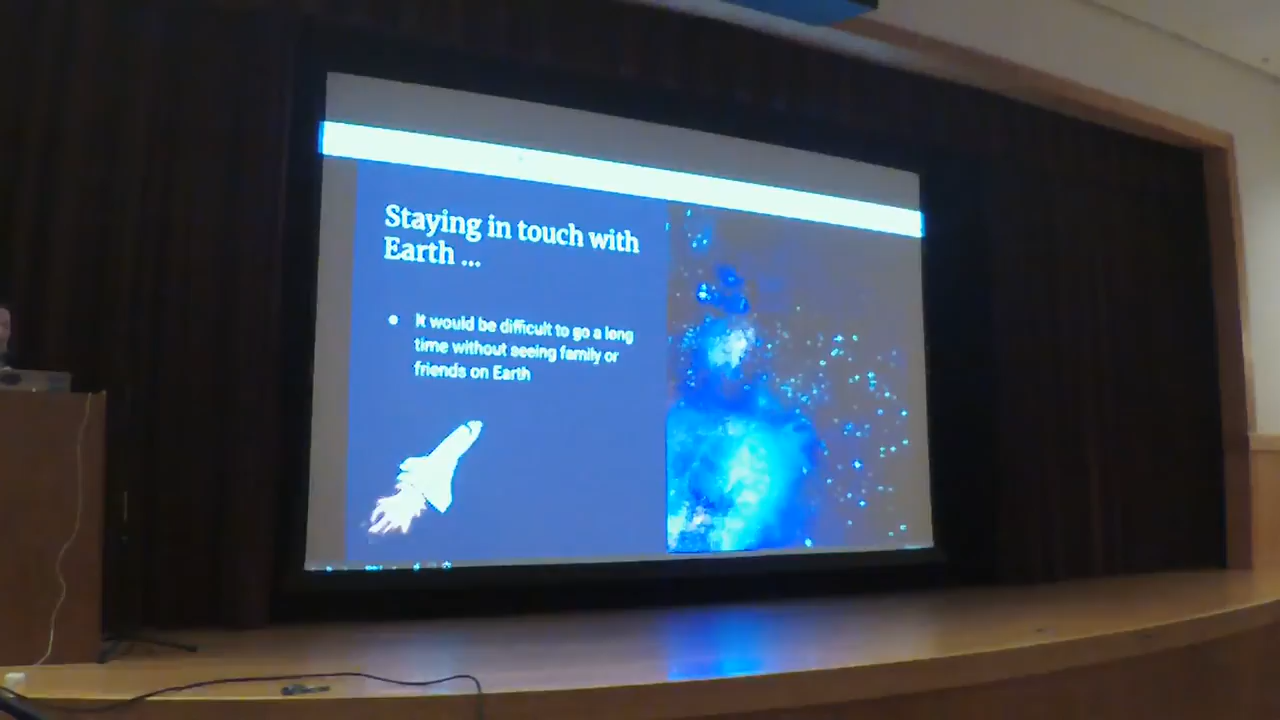 Staying in touch with
Earth ...
It would be difficult to go a long
time without seeing family or
friends on Earth